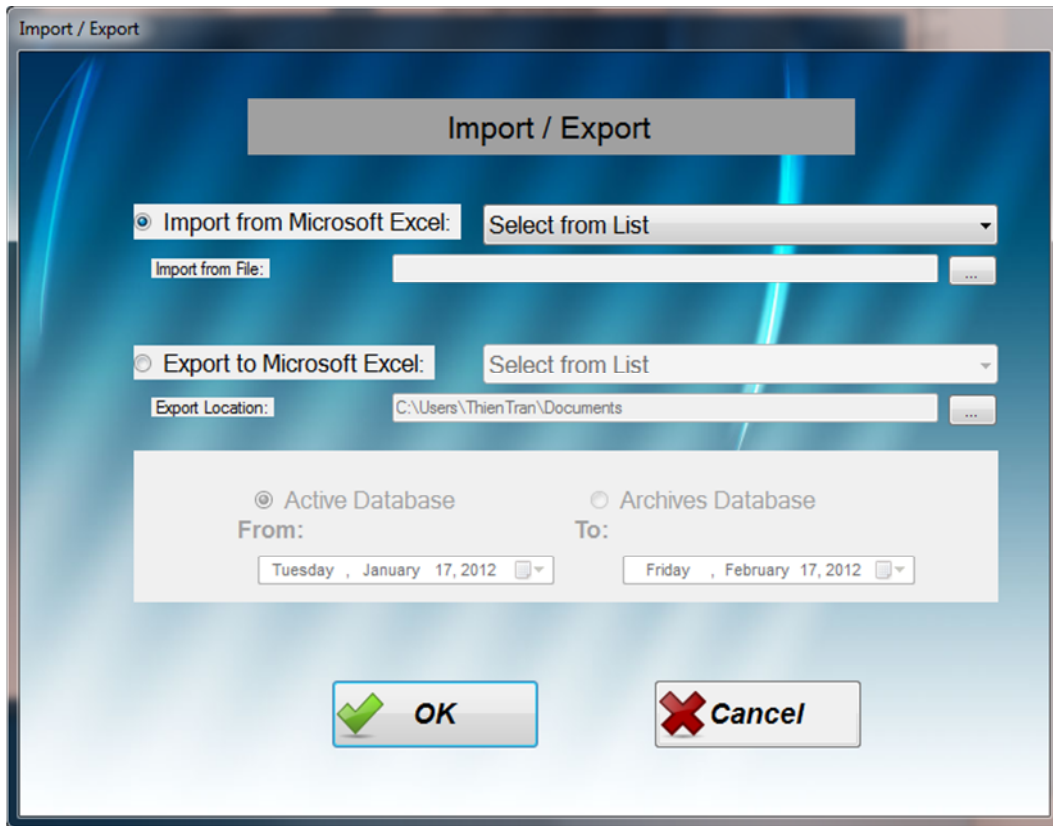 Import / Export
Import / Export
Import from Microsoft Excel: Select from List
Import from File: ...
Export to Microsoft Excel: Select from List
Export Location: C:\Users\ThienTran\Documents ...
Active Database Archives Database
From: To:
Tuesday , January 17, 2012 Friday , February 17, 2012
OK Cancel